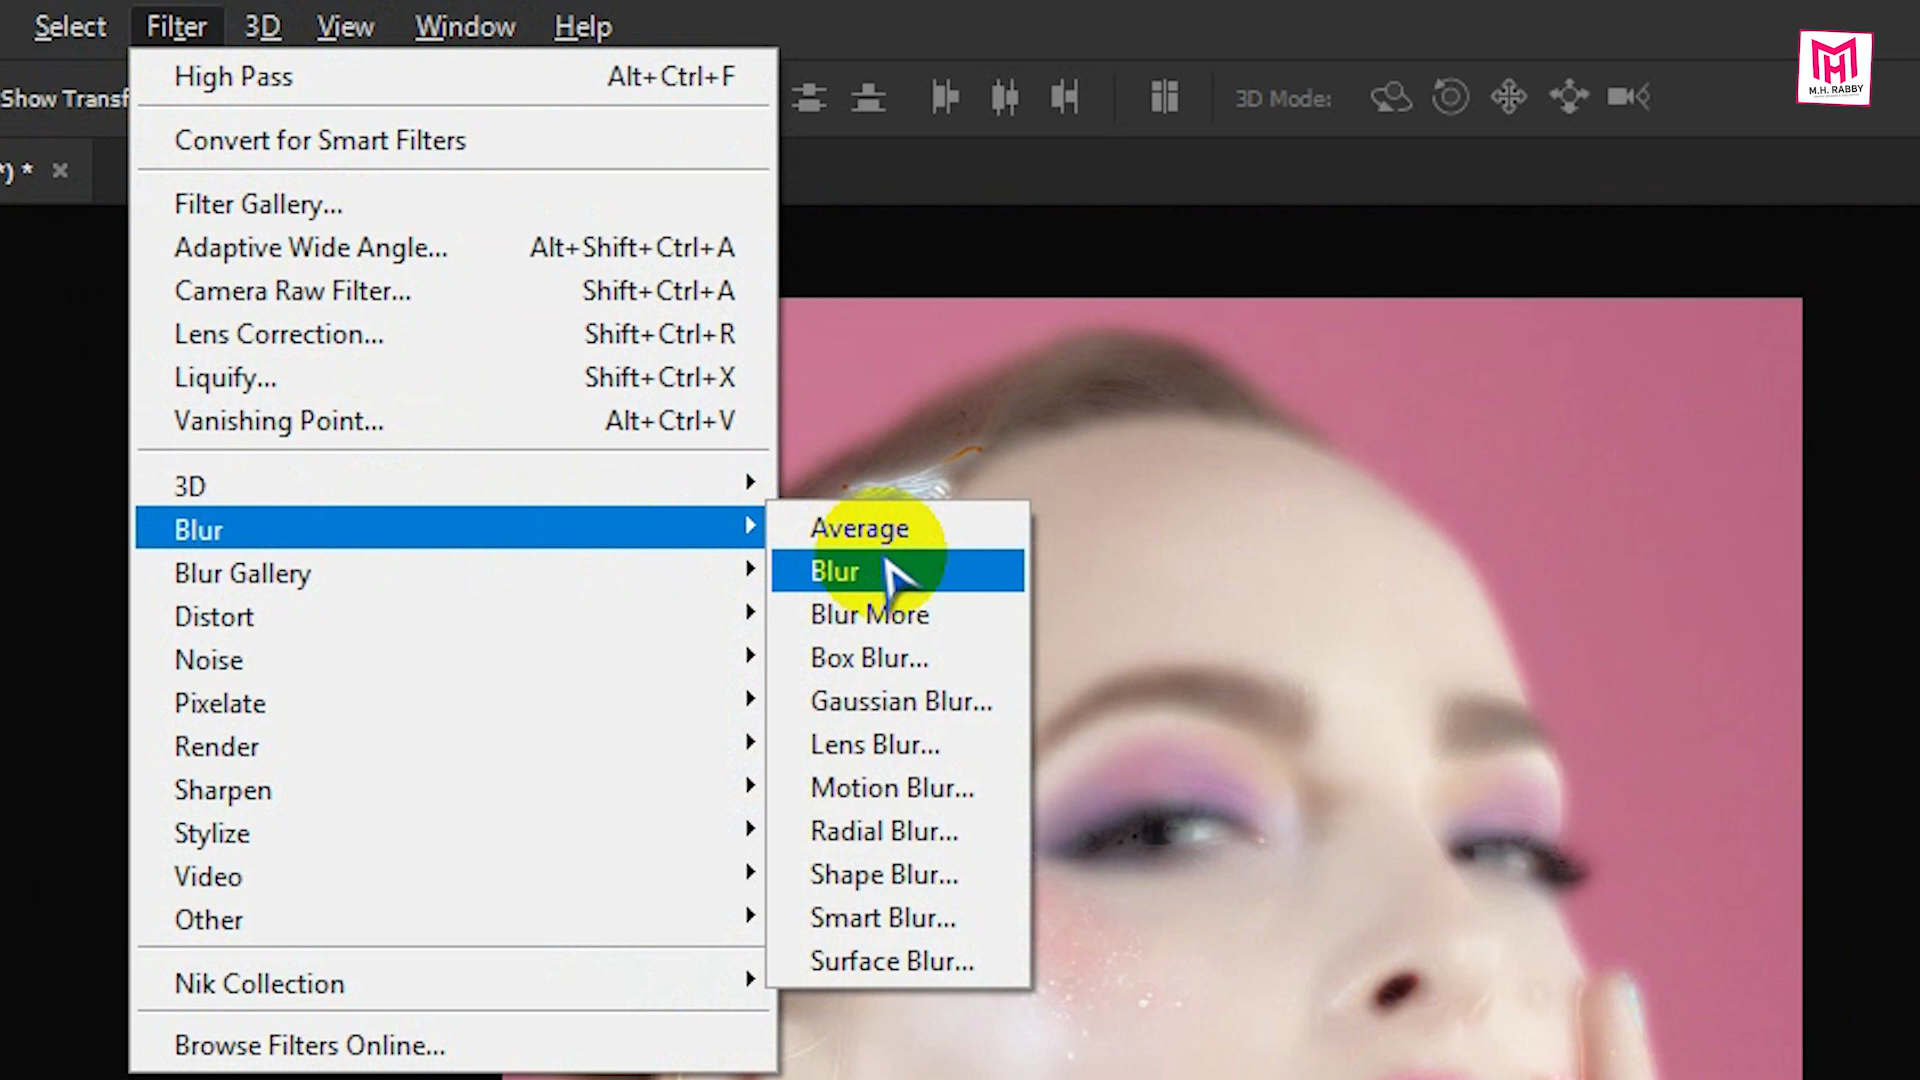 Select Filter 3D View Window Help
Show Transf
3D Mode:
M.H. RABBY
*) * ×
High Pass Alt+Ctrl+F
Convert for Smart Filters
Filter Gallery...
Adaptive Wide Angle... Alt+Shift+Ctrl+A
Camera Raw Filter... Shift+Ctrl+A
Lens Correction... Shift+Ctrl+R
Liquify... Shift+Ctrl+X
Vanishing Point... Alt+Ctrl+V
3D
Blur
Blur Gallery
Distort
Noise
Pixelate
Render
Sharpen
Stylize
Video
Other
Nik Collection
Browse Filters Online...
Average
Blur
Blur More
Box Blur...
Gaussian Blur...
Lens Blur...
Motion Blur...
Radial Blur...
Shape Blur...
Smart Blur...
Surface Blur...